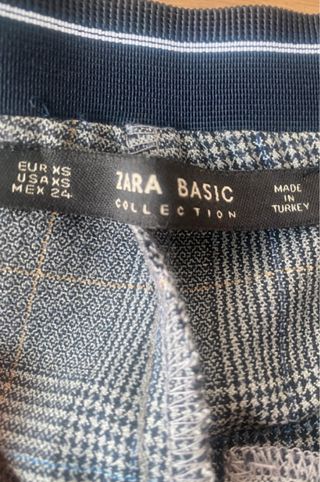 EUR XS
USA XS
MEX 24
ZARA BASIC
COLLECTION
MADE
IN
TURKEY